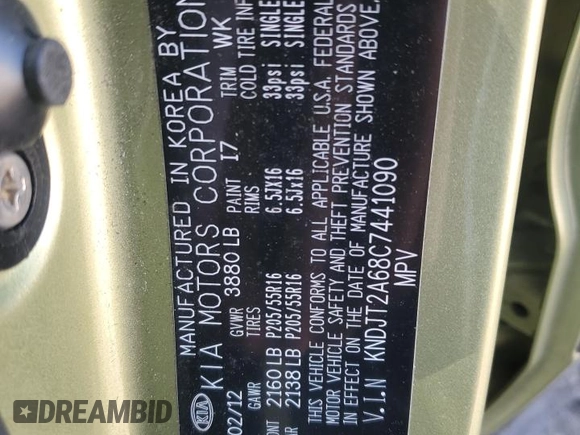 MANUFACTURED IN KOREA BY
KIA KIA MOTORS CORPORATION
02/12 GVWR 3880 LB PAINT I7 TRIM WK
GAWR TIRES RIMS COLD TIRE INF
ONT 2160 LB P205/55R16 6.5JX16 33psi SINGLE
AR 2138 LB P205/55R16 6.5JX16 33psi SINGLE
THIS VEHICLE CONFORMS TO ALL APPLICABLE U.S.A. FEDERAL
MOTOR VEHICLE SAFETY AND THEFT PREVENTION STANDARDS
IN EFFECT ON THE DATE OF MANUFACTURE SHOWN ABOVE.
V.I.N KNDJT2A68C7441090
MPV
DREAMBID